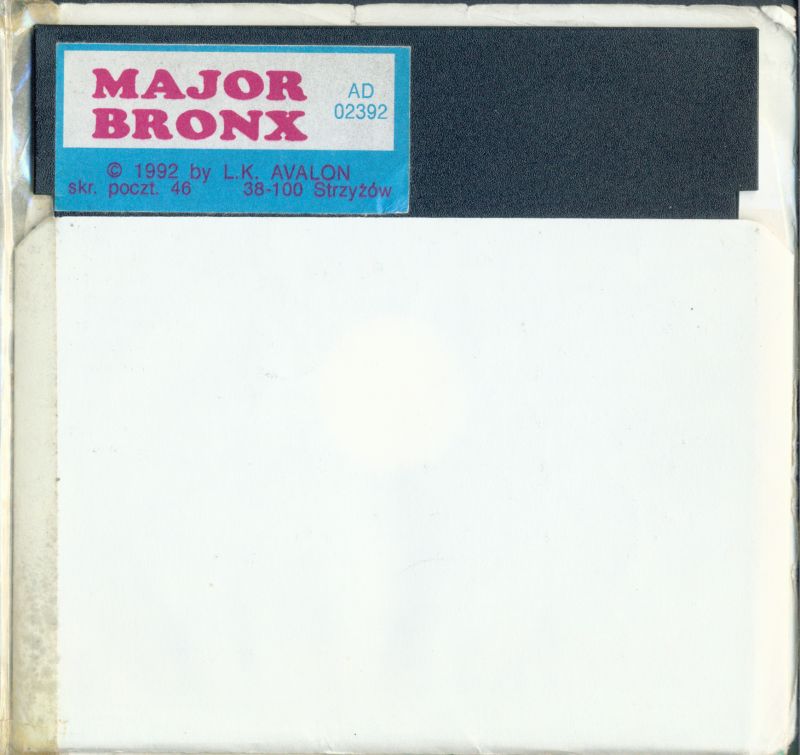 MAJOR
BRONX
AD
02392
© 1992 by L.K. AVALON
skr. poczt. 46 38-100 Strzyżów